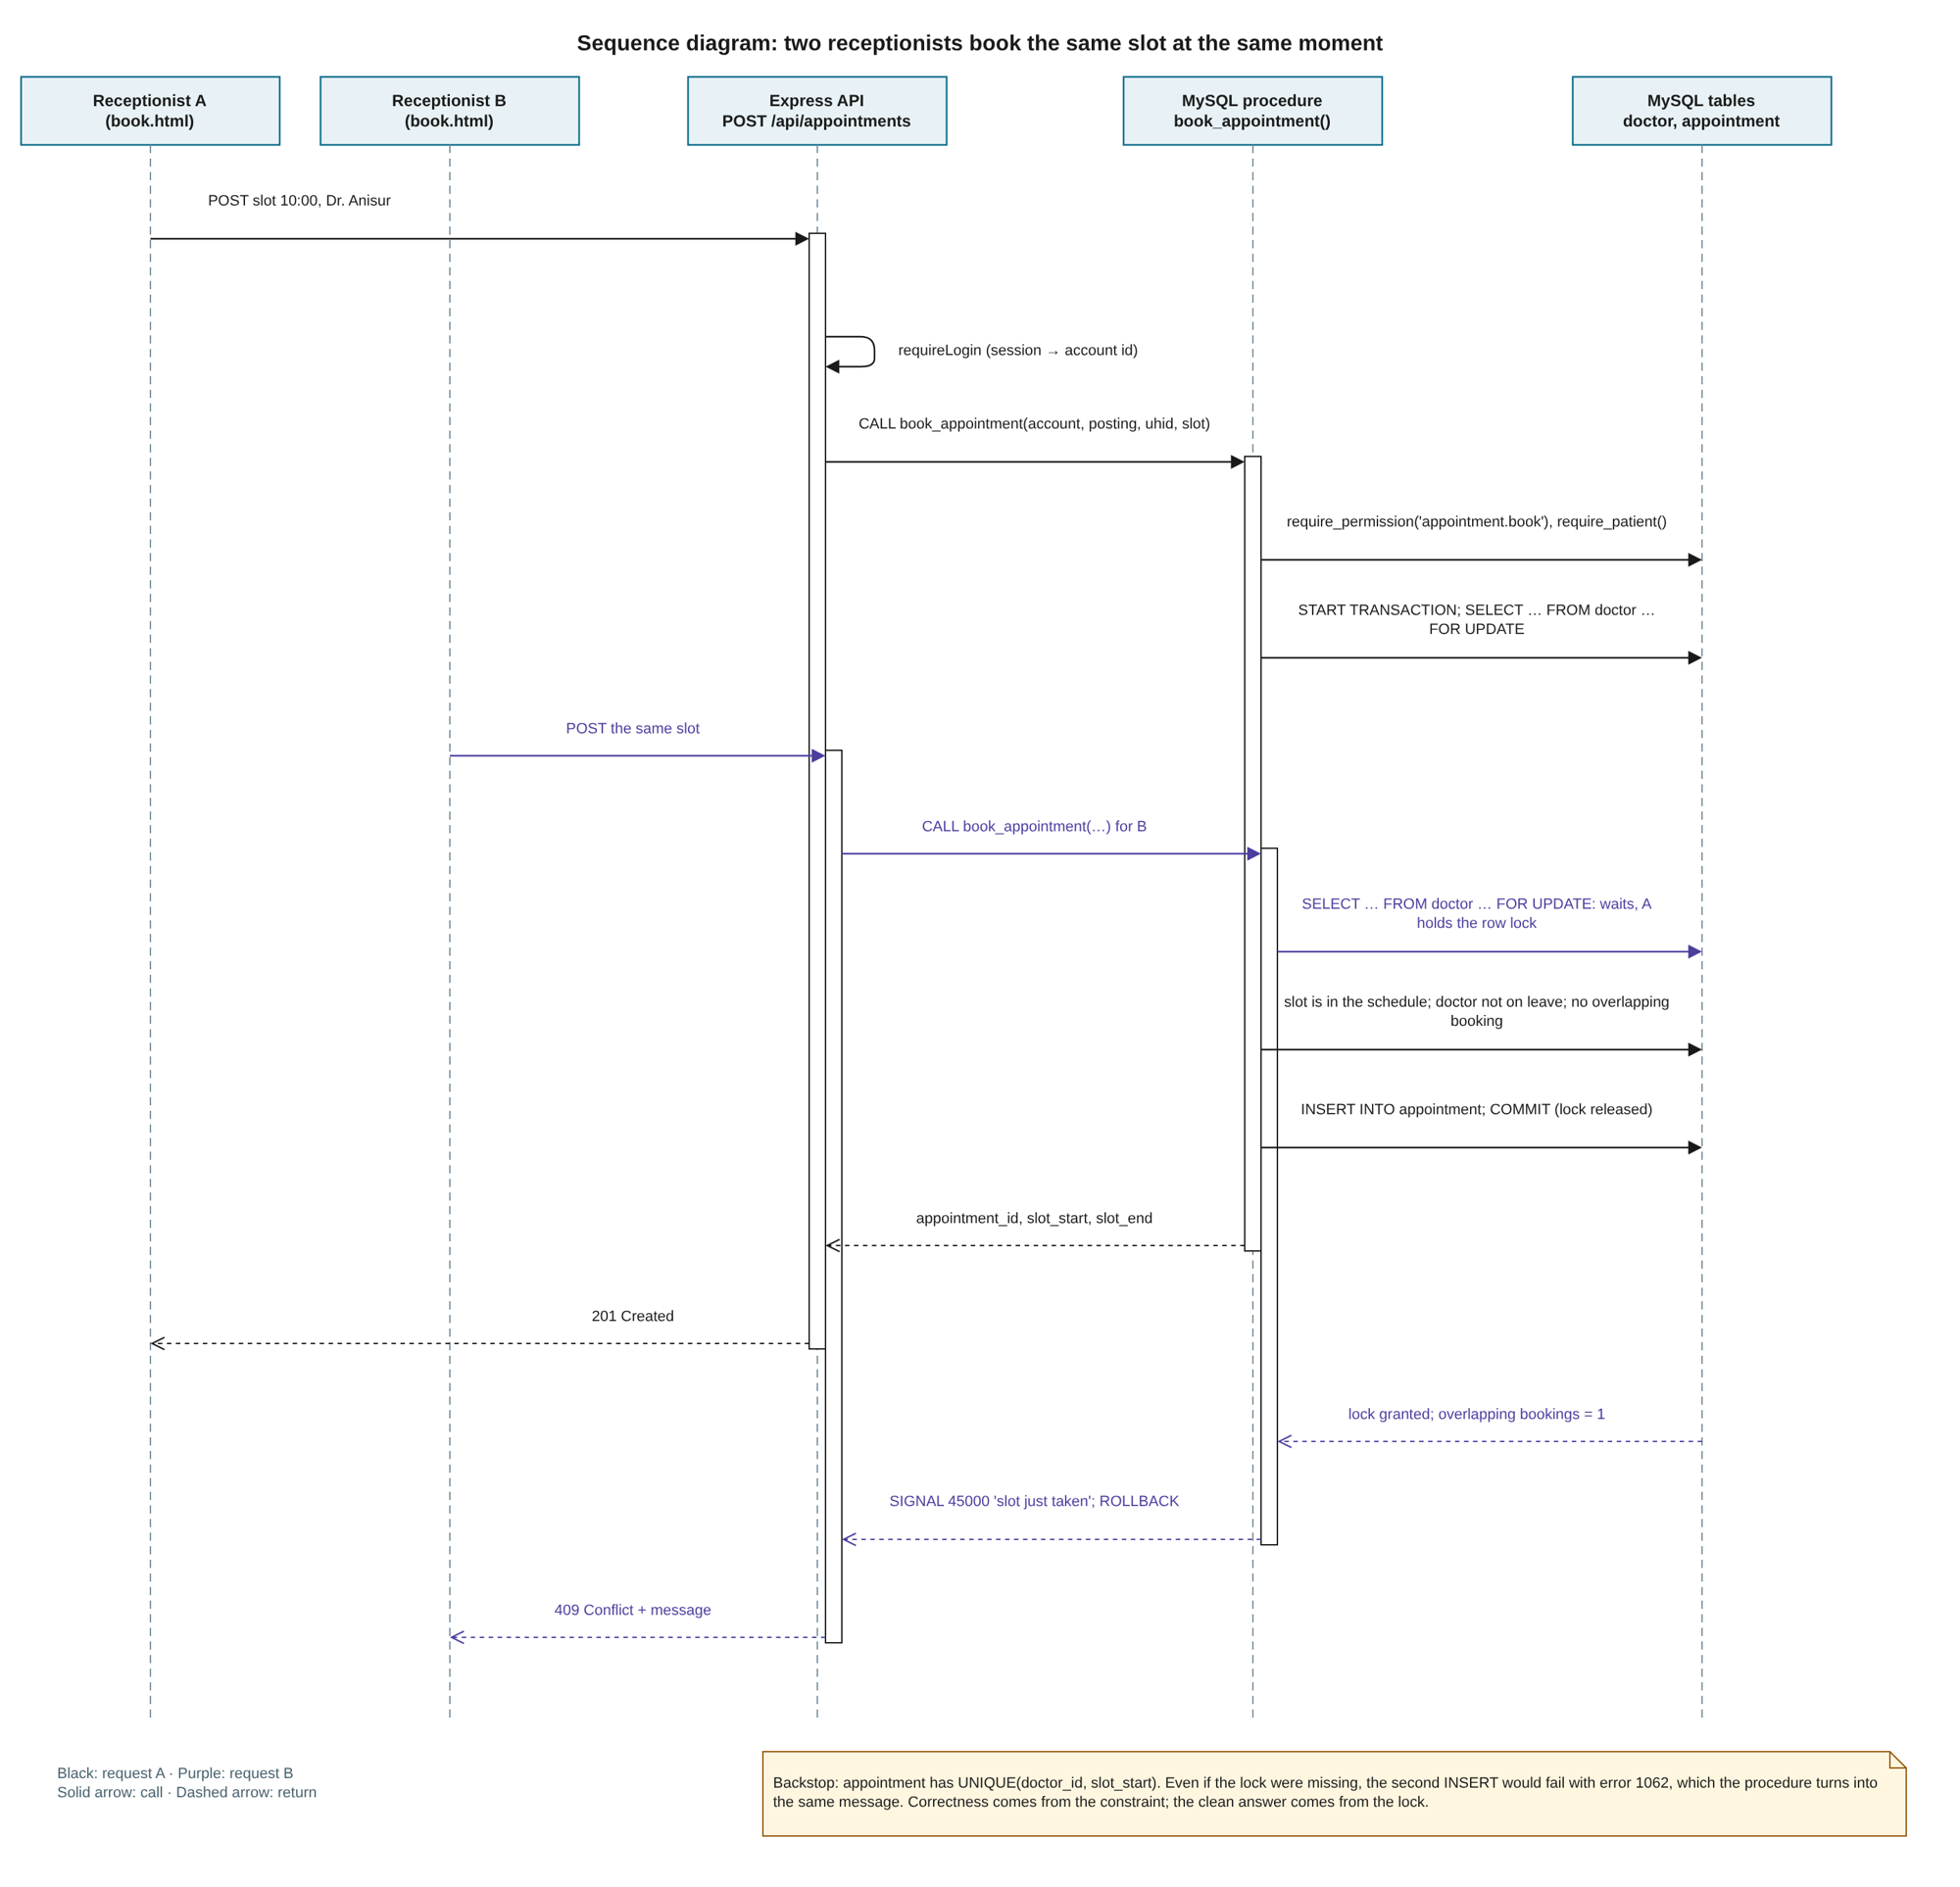 Sequence diagram: two receptionists book the same slot at the same moment
Receptionist A
(book.html)
Receptionist B
(book.html)
Express API
POST /api/appointments
MySQL procedure
book_appointment()
MySQL tables
doctor, appointment
POST slot 10:00, Dr. Anisur
requireLogin (session → account id)
CALL book_appointment(account, posting, uhid, slot)
require_permission('appointment.book'), require_patient()
START TRANSACTION; SELECT … FROM doctor …
FOR UPDATE
POST the same slot
CALL book_appointment(…) for B
SELECT … FROM doctor … FOR UPDATE: waits, A
holds the row lock
slot is in the schedule; doctor not on leave; no overlapping
booking
INSERT INTO appointment; COMMIT (lock released)
appointment_id, slot_start, slot_end
201 Created
lock granted; overlapping bookings = 1
SIGNAL 45000 'slot just taken'; ROLLBACK
409 Conflict + message
Black: request A · Purple: request B
Solid arrow: call · Dashed arrow: return
Backstop: appointment has UNIQUE(doctor_id, slot_start). Even if the lock were missing, the second INSERT would fail with error 1062, which the procedure turns into
the same message. Correctness comes from the constraint; the clean answer comes from the lock.